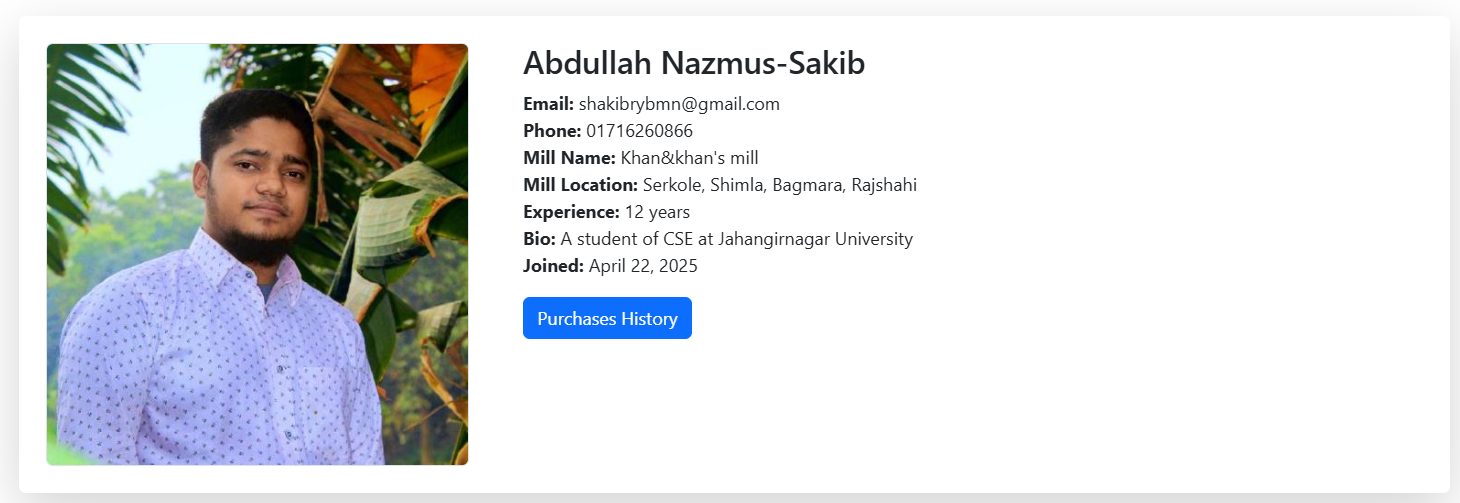 Abdullah Nazmus-Sakib
Email: shakibrybmn@gmail.com
Phone: 01716260866
Mill Name: Khan&khan's mill
Mill Location: Serkole, Shimla, Bagmara, Rajshahi
Experience: 12 years
Bio: A student of CSE at Jahangirnagar University
Joined: April 22, 2025
Purchases History